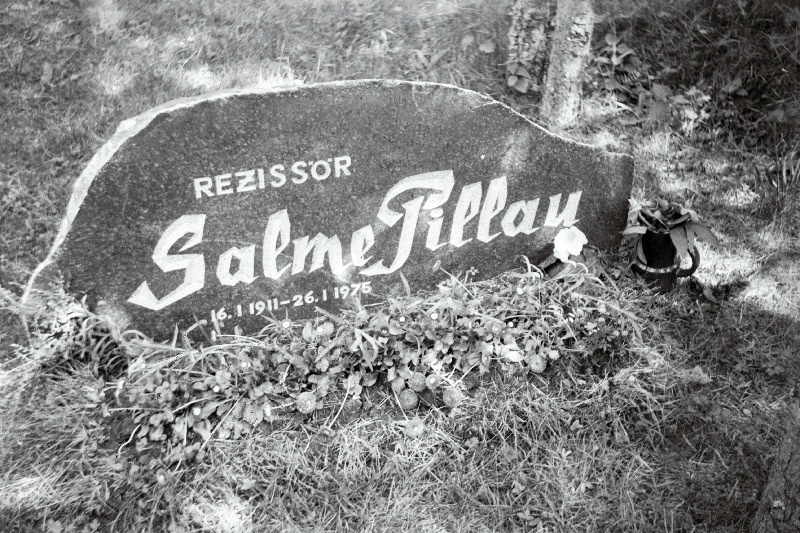 REZISSÖR
Salme Pillau
16. I 1911–26. I 1975